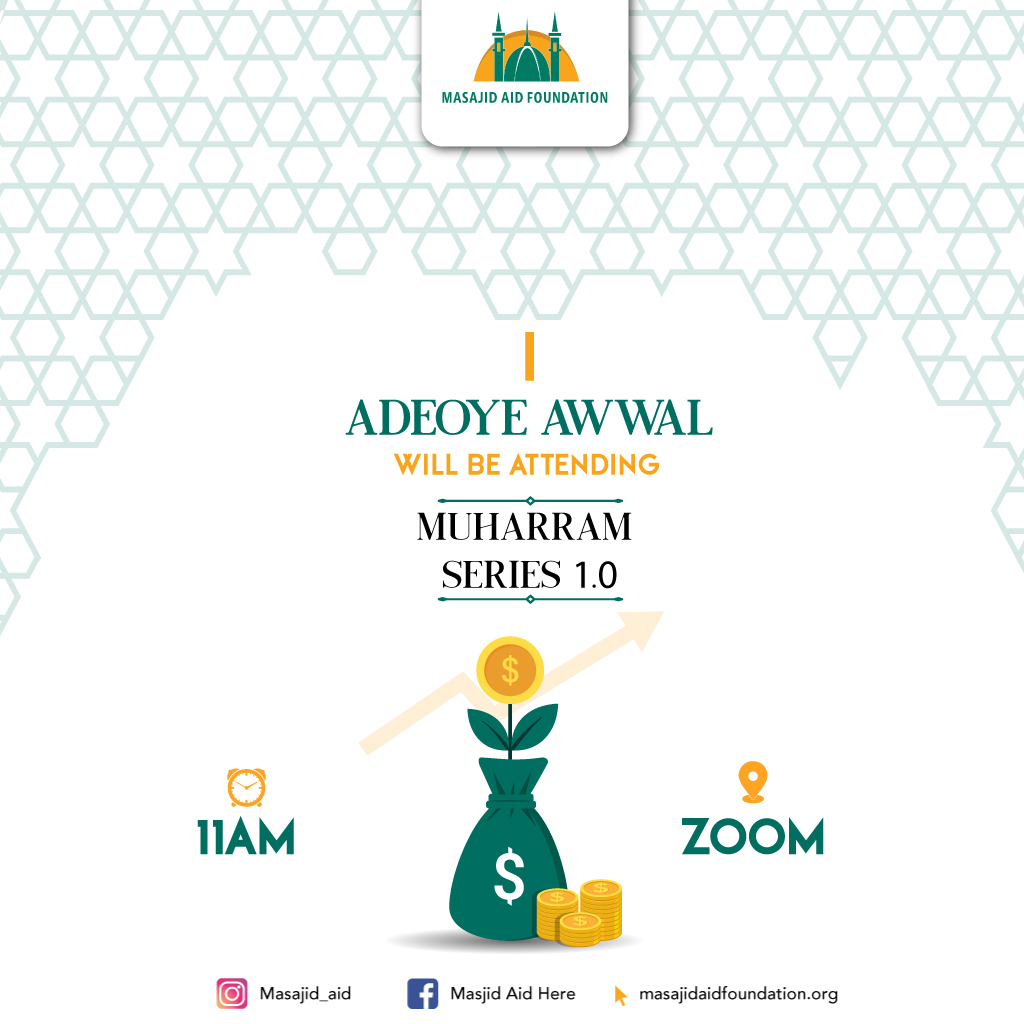 MASAJID AID FOUNDATION
I
ADEOYE AWWAL
WILL BE ATTENDING
MUHARRAM
SERIES 1.0
$
11AM
ZOOM
$
$
$
$
Masajid_aid
Masjid Aid Here
masajidaidfoundation.org